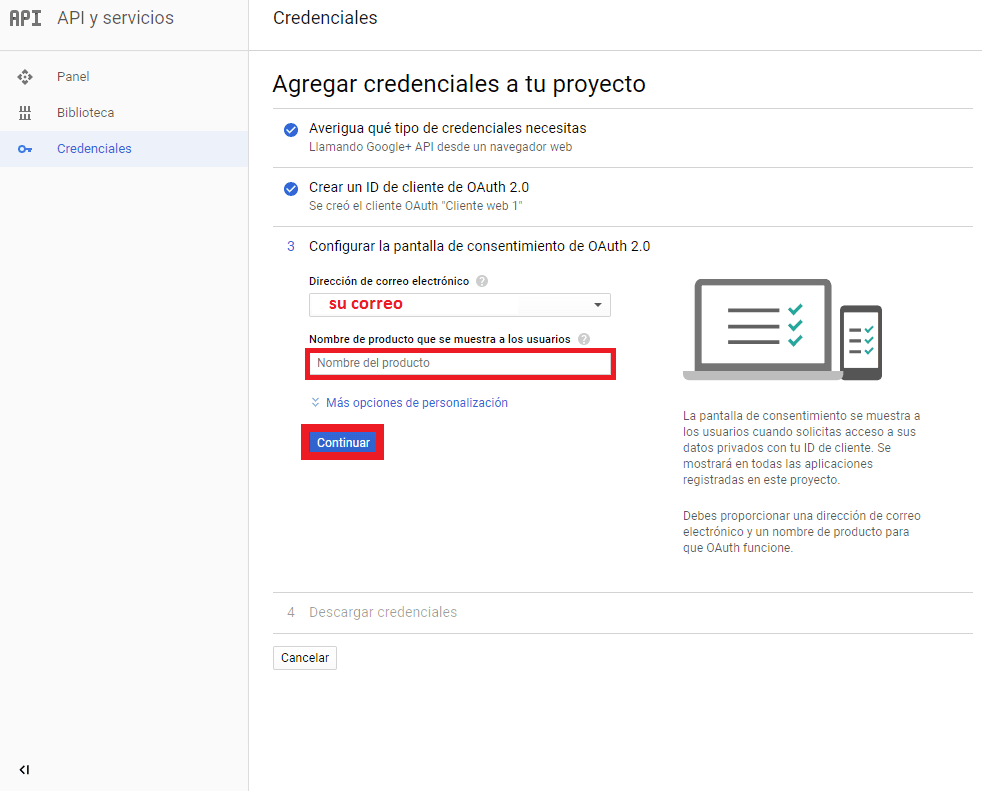 API API y servicios
Credenciales
Panel
Biblioteca
Credenciales
Agregar credenciales a tu proyecto
Averigua qué tipo de credenciales necesitas
Llamando Google+ API desde un navegador web
Crear un ID de cliente de OAuth 2.0
Se creó el cliente OAuth "Cliente web 1"
3 Configurar la pantalla de consentimiento de OAuth 2.0
Dirección de correo electrónico ?
su correo
Nombre de producto que se muestra a los usuarios ?
Nombre del producto
Más opciones de personalización
Continuar
La pantalla de consentimiento se muestra a
los usuarios cuando solicitas acceso a sus
datos privados con tu ID de cliente. Se
mostrará en todas las aplicaciones
registradas en este proyecto.
Debes proporcionar una dirección de correo
electrónico y un nombre de producto para
que OAuth funcione.
4 Descargar credenciales
Cancelar